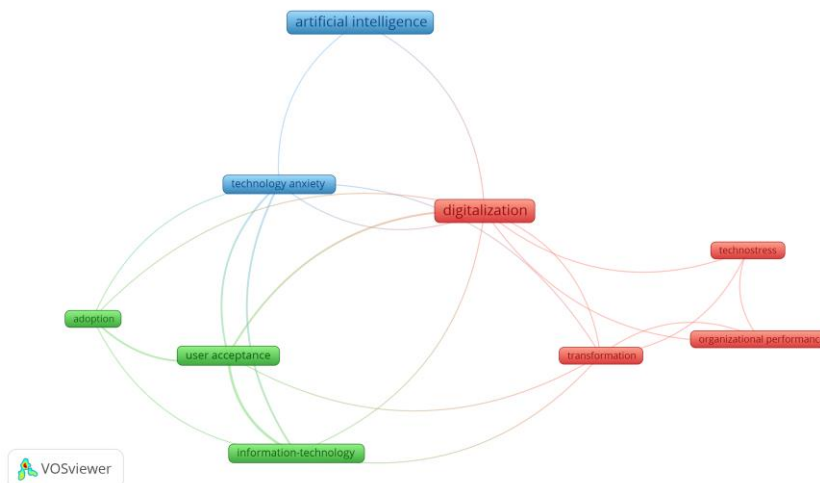 artificial intelligence
technology anxiety
digitalization
technostress
adoption
organizational performanc
user acceptance
transformation
information-technology
VOSviewer